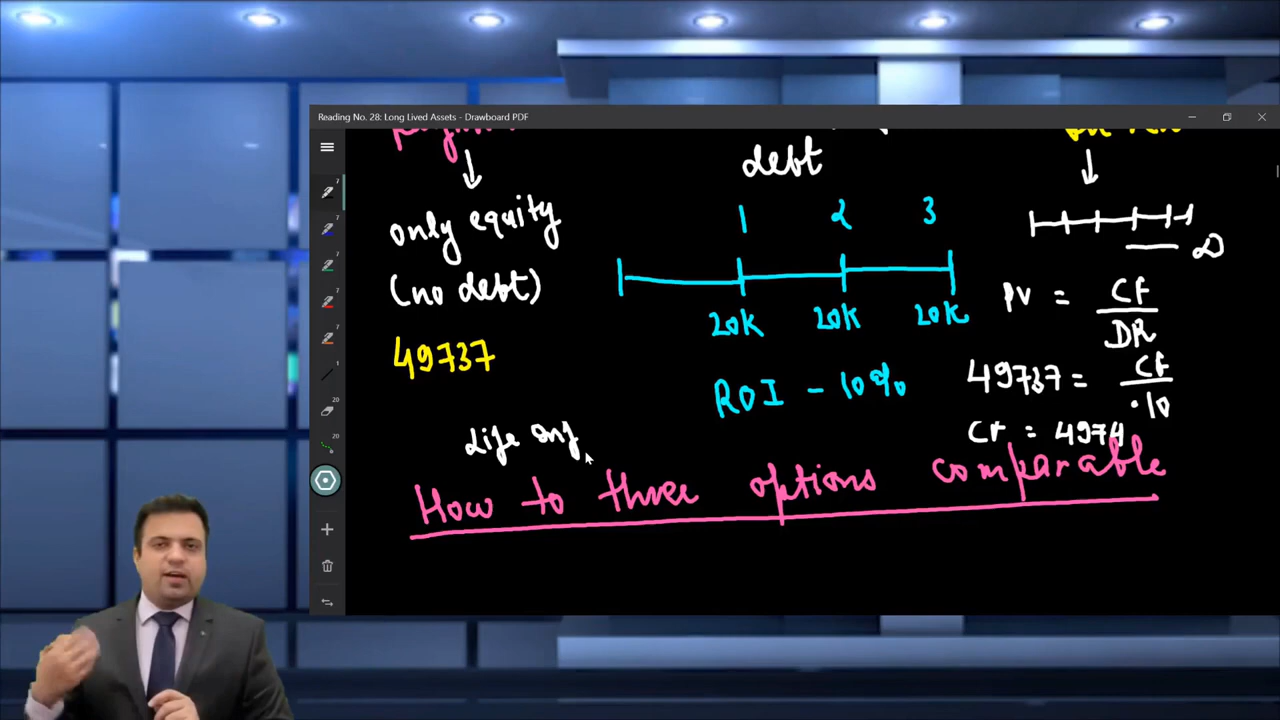 Reading No. 28: Long Lived Assets - Drawboard PDF
debt
only equity
(no debt)
49737
1 2 3
20K 20K 20K
ROI - 10%
PV = CF
DR
49737 = CF
.10
CF = 4974
Life
How to three options comparable